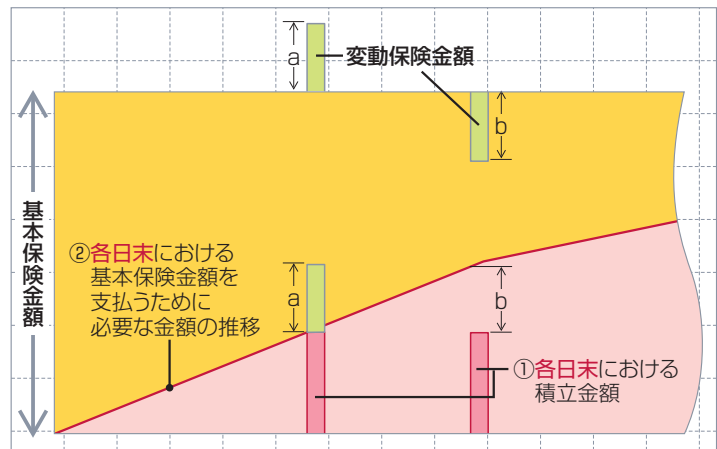 a
変動保険金額
b
基本保険金額
②各日末における
基本保険金額を
支払うために
必要な金額の推移
a
b
①各日末における
積立金額